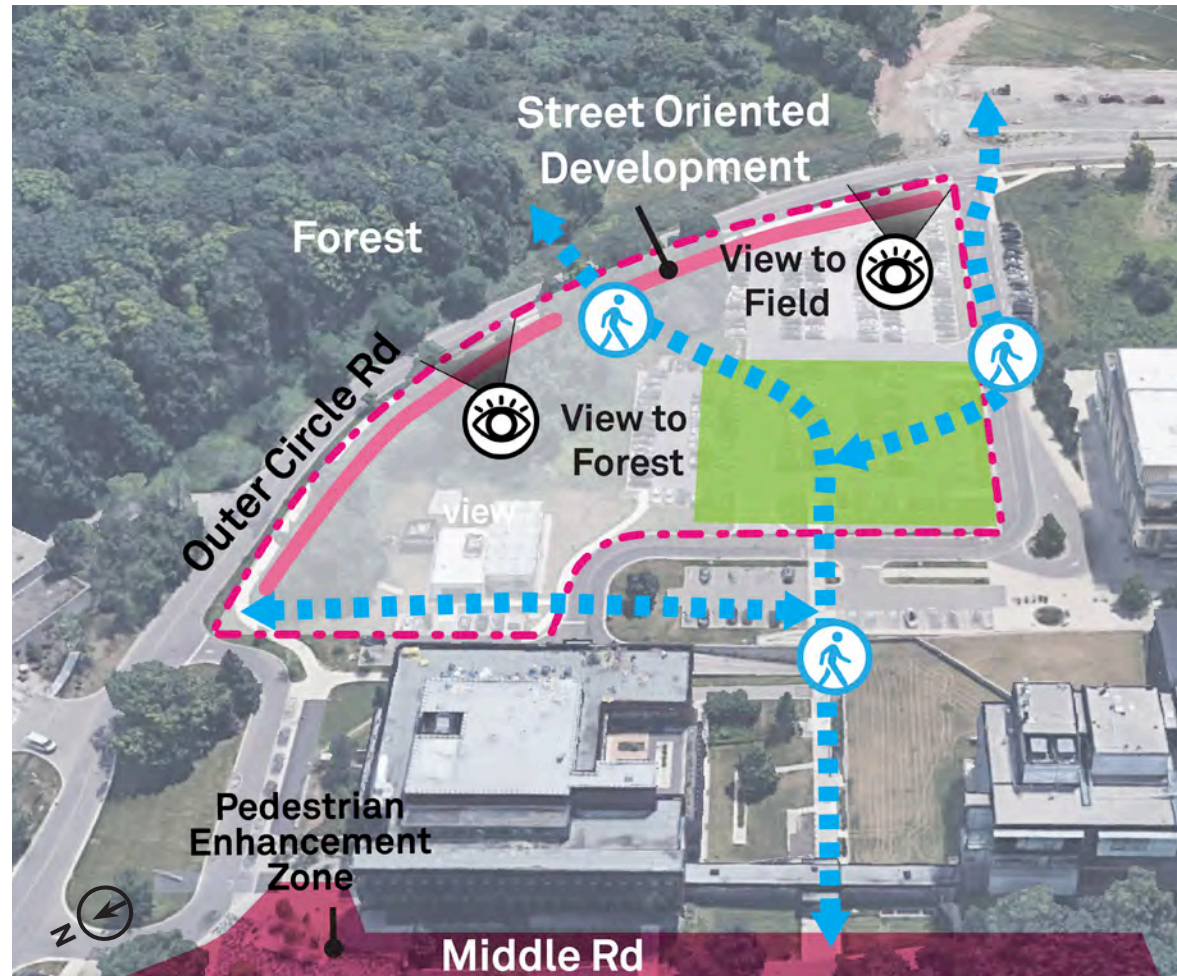 Street Oriented
Development
Forest
View to
Field
Outer Circle Rd
View to
Forest
view
Pedestrian
Enhancement
Zone
N
Middle Rd